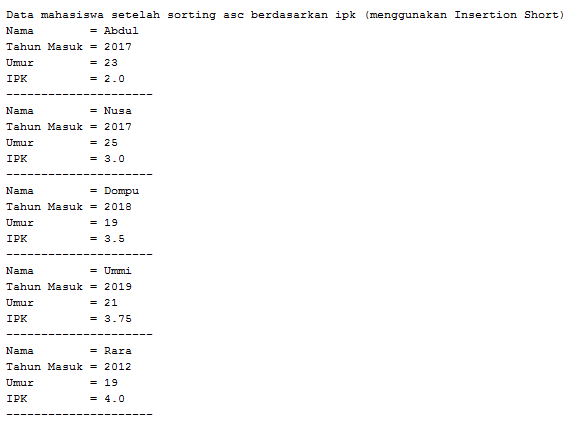 Data mahasiswa setelah sorting asc berdasarkan ipk (menggunakan Insertion Short)
Nama        = Abdul
Tahun Masuk = 2017
Umur        = 23
IPK         = 2.0
---------------------
Nama        = Nusa
Tahun Masuk = 2017
Umur        = 25
IPK         = 3.0
---------------------
Nama        = Dompu
Tahun Masuk = 2018
Umur        = 19
IPK         = 3.5
---------------------
Nama        = Ummi
Tahun Masuk = 2019
Umur        = 21
IPK         = 3.75
---------------------
Nama        = Rara
Tahun Masuk = 2012
Umur        = 19
IPK         = 4.0
---------------------